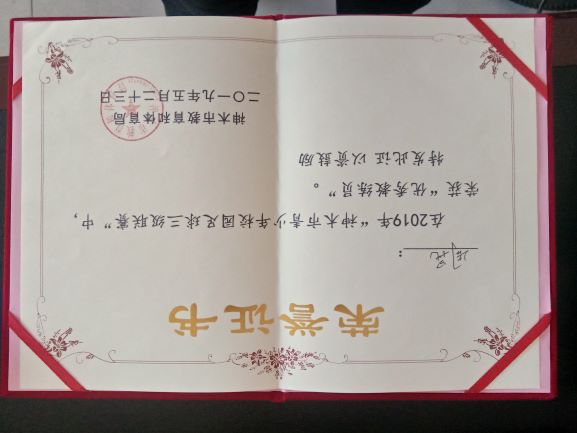 荣誉证书
：
在2019年“神木市青少年校园足球三级联赛”中，
荣获“优秀教练员”。
特发此证 以资鼓励
神木市教育和体育局
二〇一九年五月二十三日